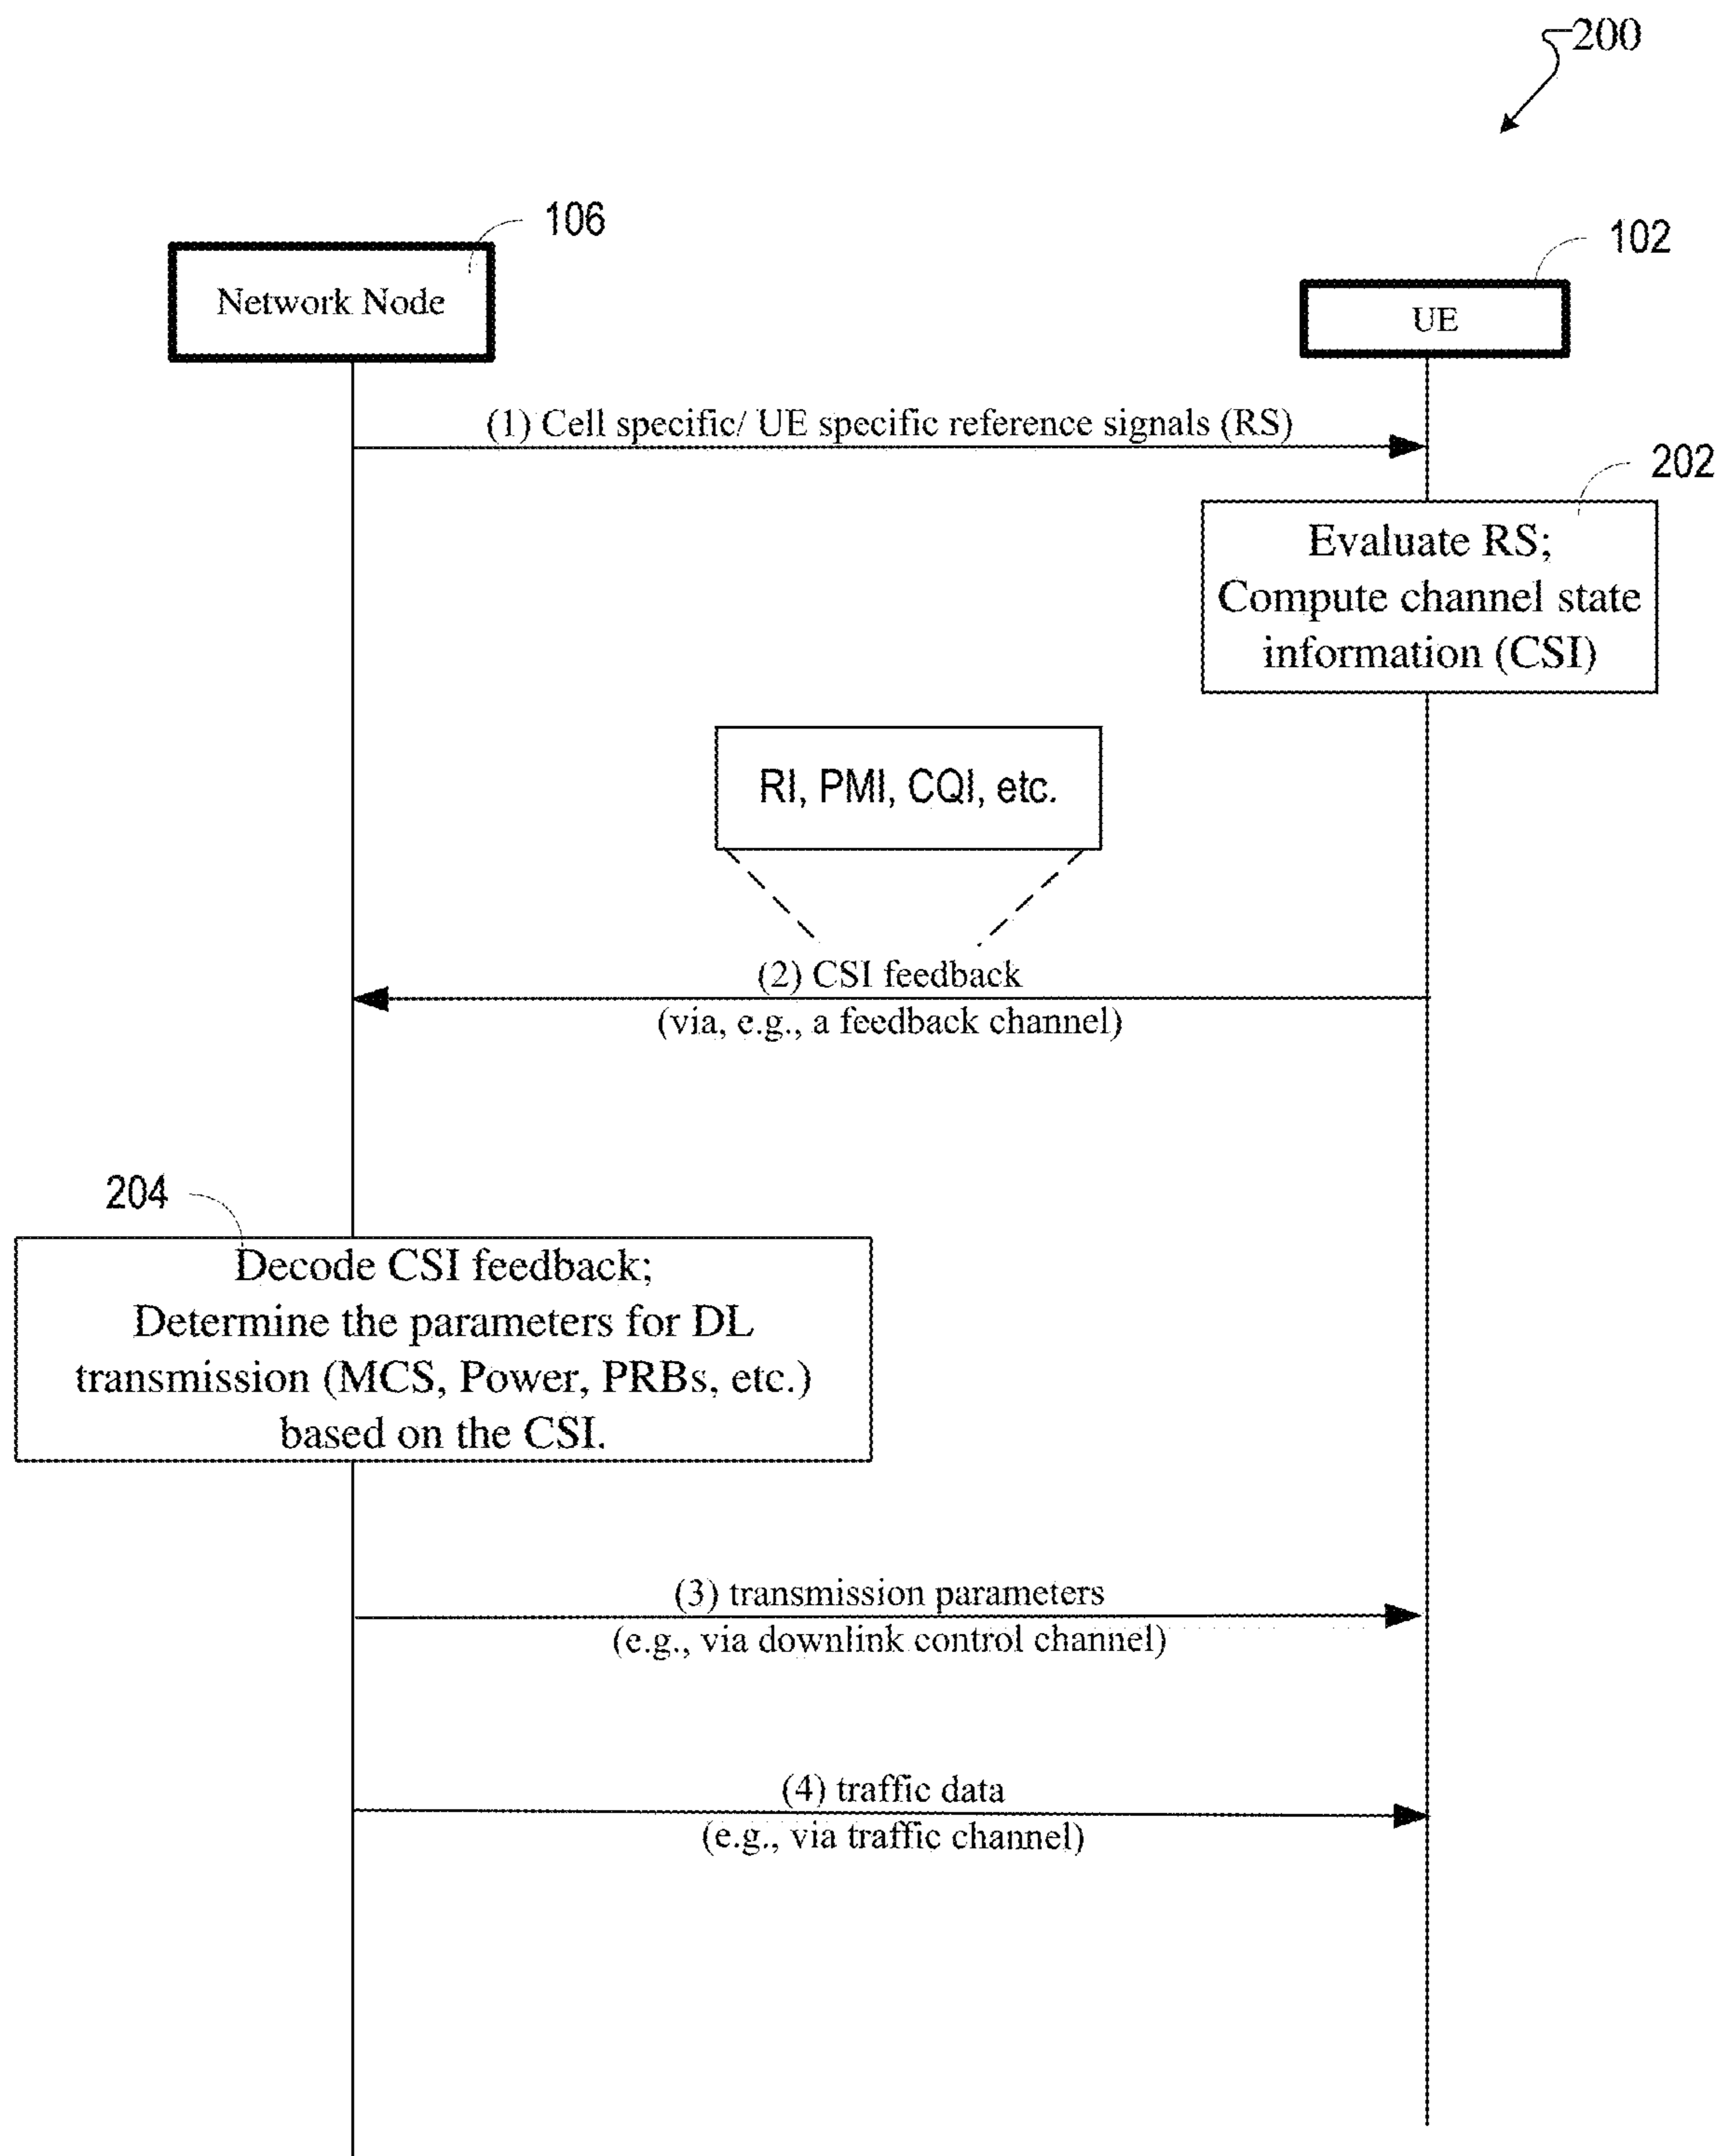 200
106
Network Node
102
UE
(1) Cell specific/ UE specific reference signals (RS)
202
Evaluate RS;
Compute channel state
information (CSI)
RI, PMI, CQI, etc.
(2) CSI feedback
(via, e.g., a feedback channel)
204
Decode CSI feedback;
Determine the parameters for DL
transmission (MCS, Power, PRBs, etc.)
based on the CSI.
(3) transmission parameters
(e.g., via downlink control channel)
(4) traffic data
(e.g., via traffic channel)